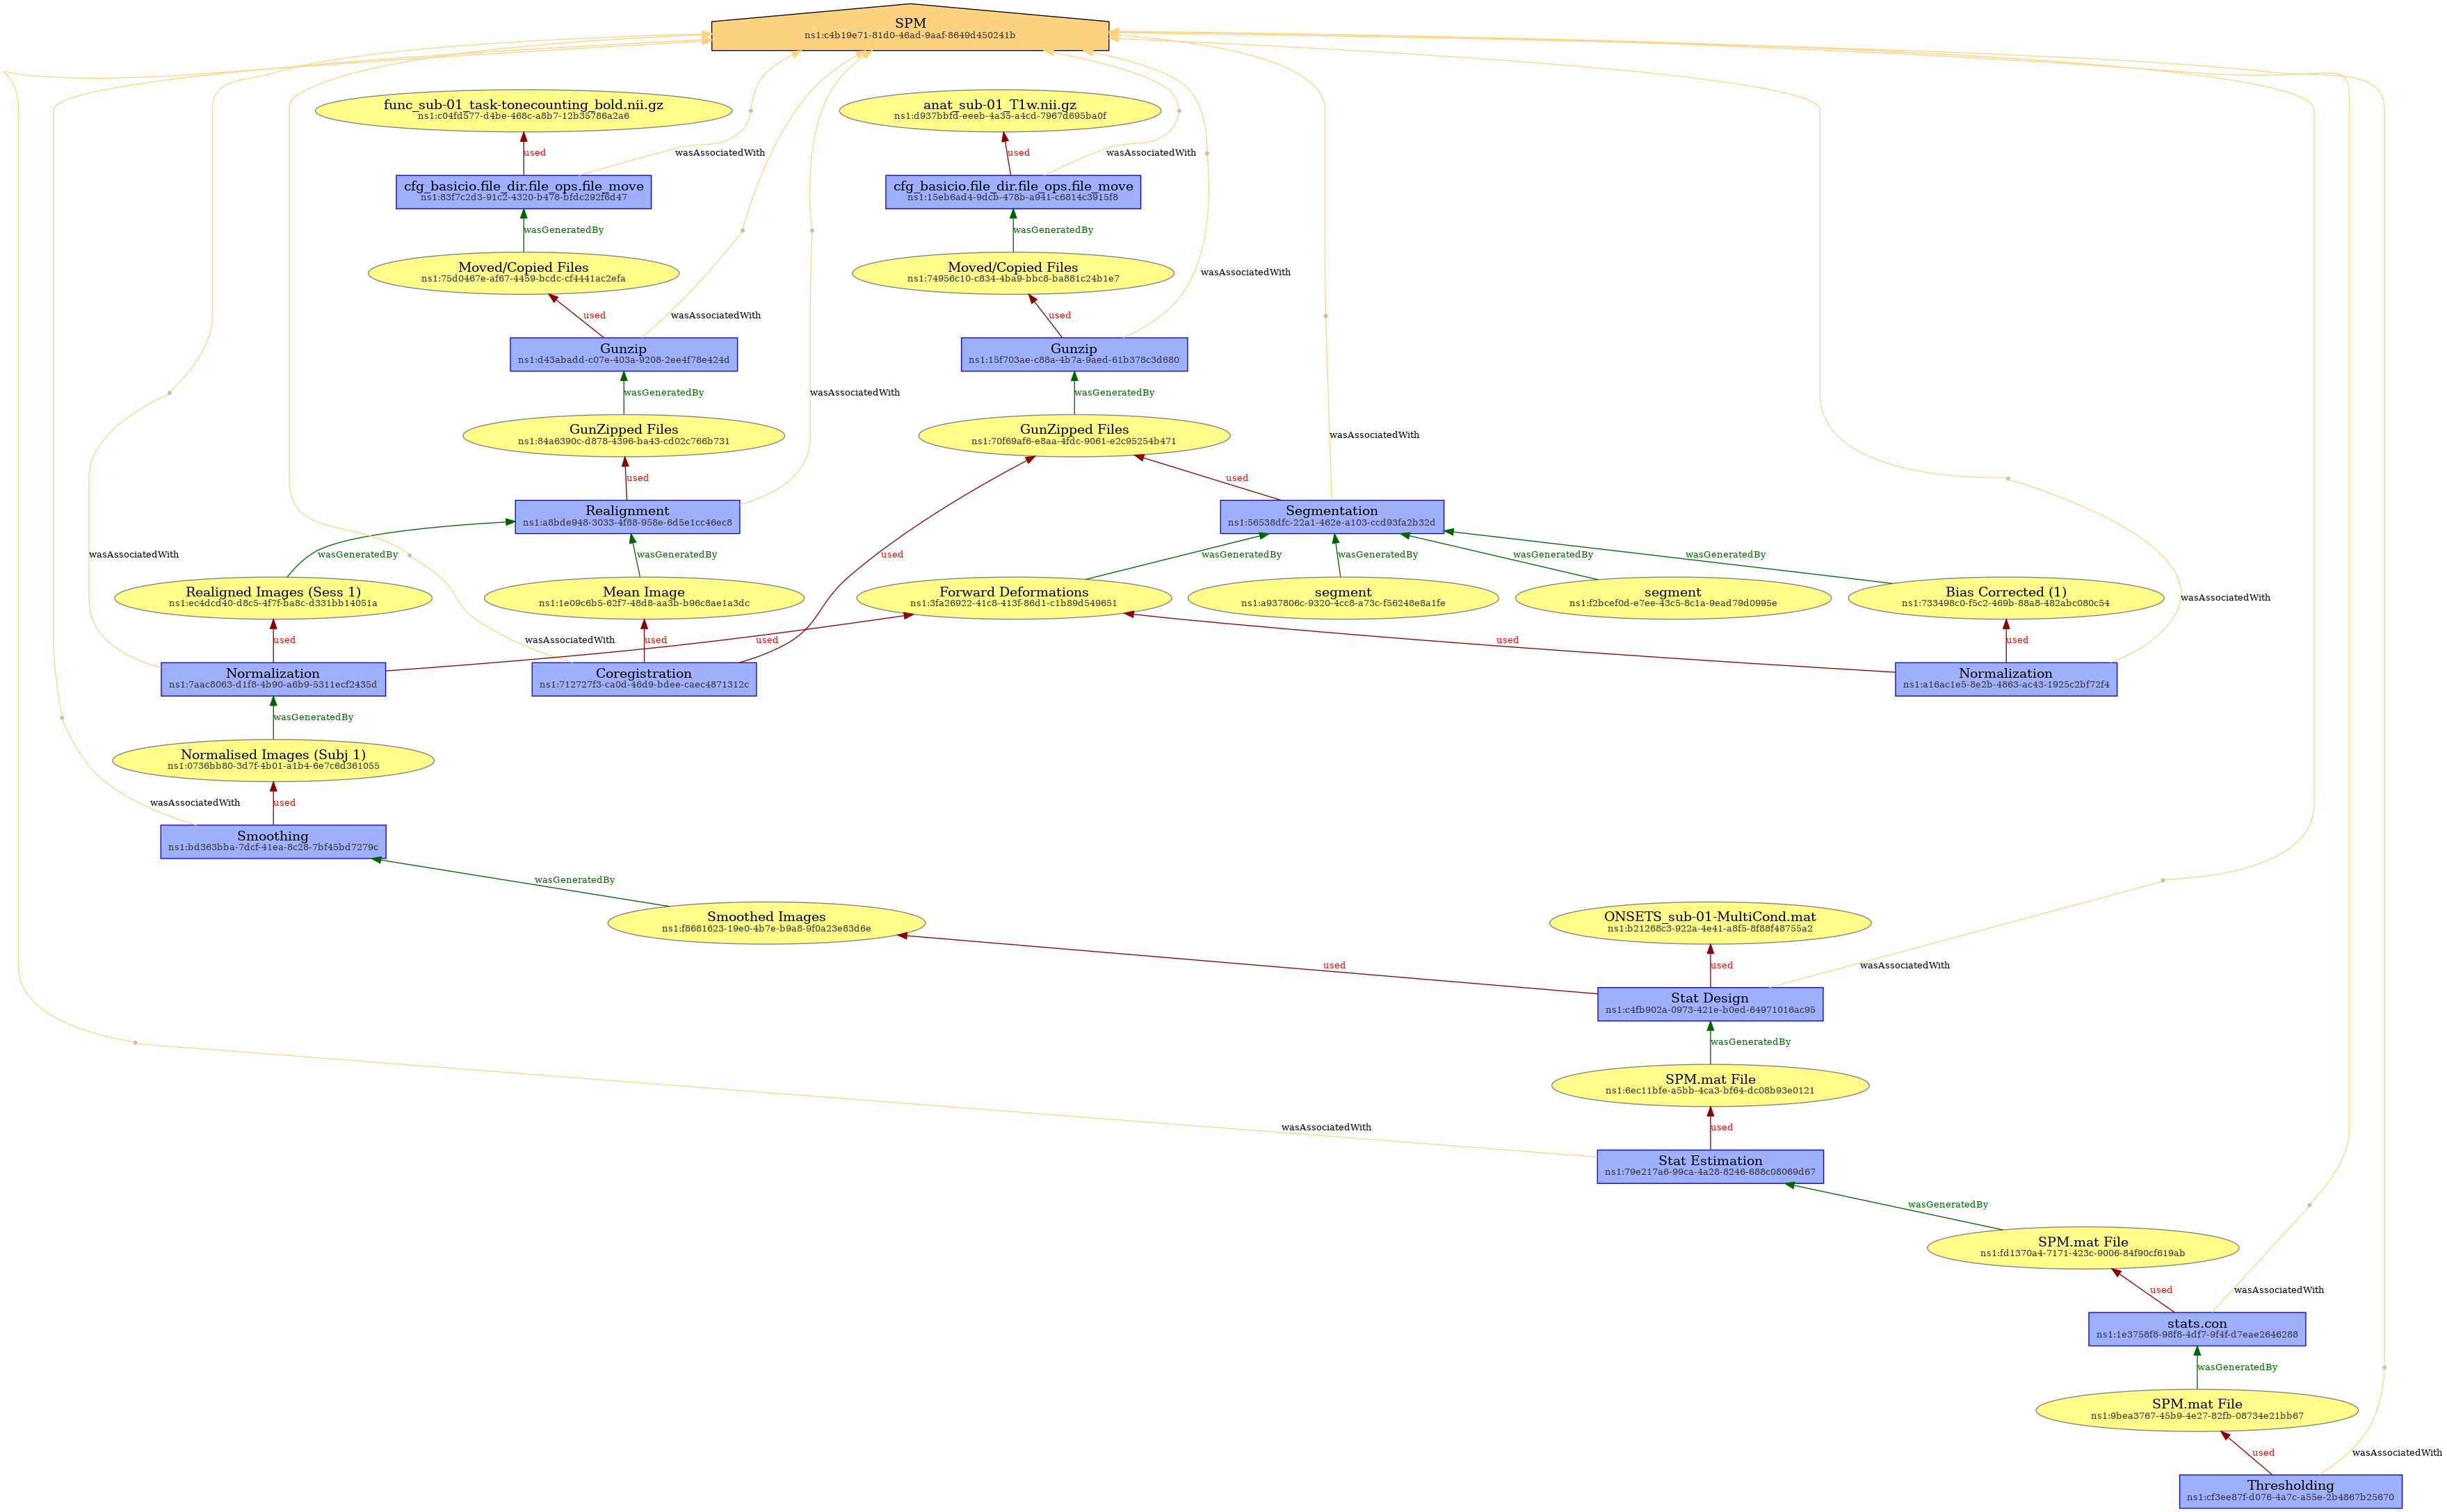 SPM
ns1:c4b19e71-81d0-46ad-9aaf-8649d450241b
func_sub-01_task-tonecounting_bold.nii.gz
ns1:c04fd577-d4be-468c-a8b7-12b35786a2a6
anat_sub-01_T1w.nii.gz
ns1:d937bbfd-eeeb-4a35-a4cd-7967d695ba0f
used
wasAssociatedWith
used
wasAssociatedWith
cfg_basicio.file_dir.file_ops.file_move
ns1:83f7c2d3-91c2-4320-b478-bfdc292f6d47
cfg_basicio.file_dir.file_ops.file_move
ns1:15eb6ad4-9dcb-478b-a941-c6814c3915f8
wasGeneratedBy
wasGeneratedBy
Moved/Copied Files
ns1:75d0467e-af67-4459-bcdc-cf4441ac2efa
Moved/Copied Files
ns1:74956c10-c834-4ba9-bbc8-ba881c24b1e7
wasAssociatedWith
used
wasAssociatedWith
used
Gunzip
ns1:d43abadd-c07e-403a-9208-2ee4f78e424d
Gunzip
ns1:15f703ae-c88a-4b7a-9aed-61b378c3d680
wasGeneratedBy
wasAssociatedWith
wasGeneratedBy
GunZipped Files
ns1:84a6390c-d878-4396-ba43-cd02c766b731
GunZipped Files
ns1:70f69af6-e8aa-4fdc-9061-e2c95254b471
wasAssociatedWith
used
used
Realignment
ns1:a8bde948-3033-4f88-958e-6d5e1cc46ec8
Segmentation
ns1:56538dfc-22a1-462e-a103-ccd93fa2b32d
wasAssociatedWith
wasGeneratedBy
wasGeneratedBy
used
wasGeneratedBy
wasGeneratedBy
wasGeneratedBy
wasGeneratedBy
Realigned Images (Sess 1)
ns1:ec4dcd40-d8c5-4f7f-ba8c-d331bb14051a
Mean Image
ns1:1e09c6b5-62f7-48d8-aa3b-b96c8ae1a3dc
Forward Deformations
ns1:3fa26922-41c8-413f-86d1-c1b89d549651
segment
ns1:a937806c-9320-4cc8-a73c-f56248e8a1fe
segment
ns1:f2bcef0d-e7ee-43c5-8c1a-9ead79d0995e
Bias Corrected (1)
ns1:733498c0-f5c2-469b-88a8-482abc080c54
wasAssociatedWith
used
wasAssociatedWith
used
used
used
used
Normalization
ns1:7aac8063-d1f8-4b90-a6b9-5311ecf2435d
Coregistration
ns1:712727f3-ca0d-46d9-bdee-caec4871312c
Normalization
ns1:a16ac1e5-8e2b-4863-ac43-1925c2bf72f4
wasGeneratedBy
Normalised Images (Subj 1)
ns1:0736bb80-3d7f-4b01-a1b4-6e7c6d361055
wasAssociatedWith
used
Smoothing
ns1:bd363bba-7dcf-41ea-8c28-7bf45bd7279c
wasGeneratedBy
Smoothed Images
ns1:f8681623-19e0-4b7e-b9a8-9f0a23e83d6e
ONSETS_sub-01-MultiCond.mat
ns1:b21268c3-922a-4e41-a8f5-8f88f48755a2
used
used
wasAssociatedWith
Stat Design
ns1:c4fb902a-0973-421e-b0ed-64971016ac95
wasGeneratedBy
SPM.mat File
ns1:6ec11bfe-a5bb-4ca3-bf64-dc08b93e0121
wasAssociatedWith
used
Stat Estimation
ns1:79e217a6-99ca-4a28-8246-688c08069d67
wasGeneratedBy
SPM.mat File
ns1:fd1370a4-7171-423c-9006-84f90cf619ab
used
wasAssociatedWith
stats.con
ns1:1e3758f8-98f8-4df7-9f4f-d7eae2646288
wasGeneratedBy
SPM.mat File
ns1:9bea3767-45b9-4e27-82fb-08734e21bb67
used
wasAssociatedWith
Thresholding
ns1:cf3ee87f-d076-4a7c-a55e-2b4867b25670